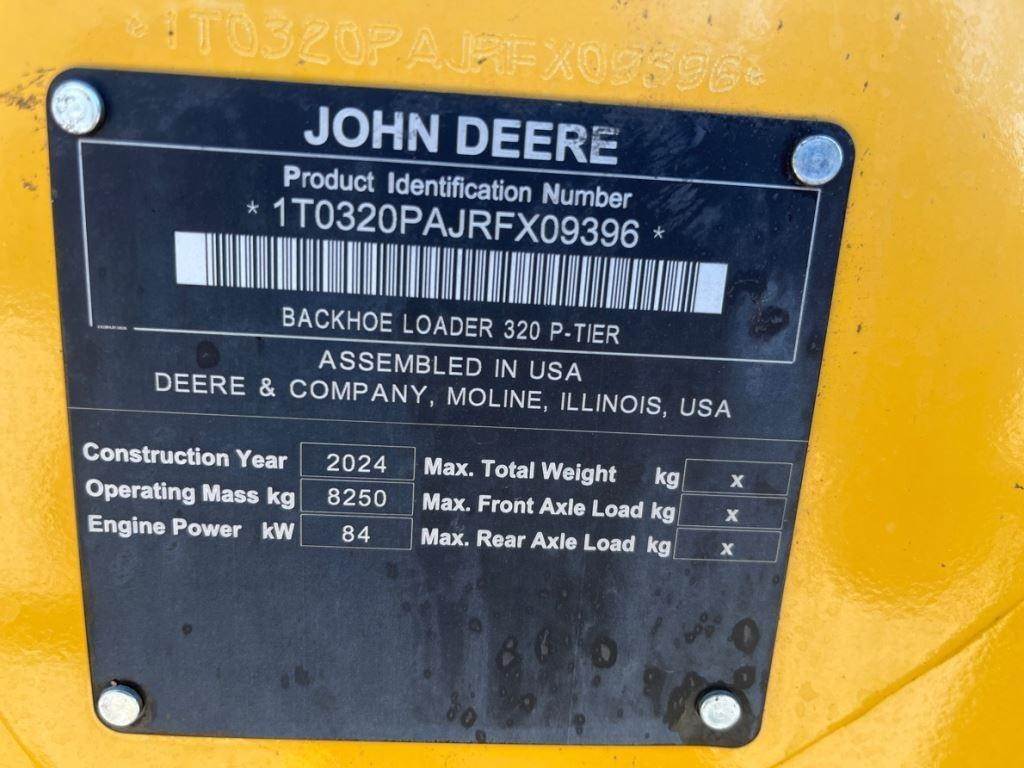 *1T0320PAJRFX09396*
JOHN DEERE
Product Identification Number
* 1T0320PAJRFX09396 *
BACKHOE LOADER 320 P-TIER
ASSEMBLED IN USA
DEERE & COMPANY, MOLINE, ILLINOIS, USA
Construction Year 2024 Max. Total Weight kg x
Operating Mass kg 8250 Max. Front Axle Load kg x
Engine Power kW 84 Max. Rear Axle Load kg x